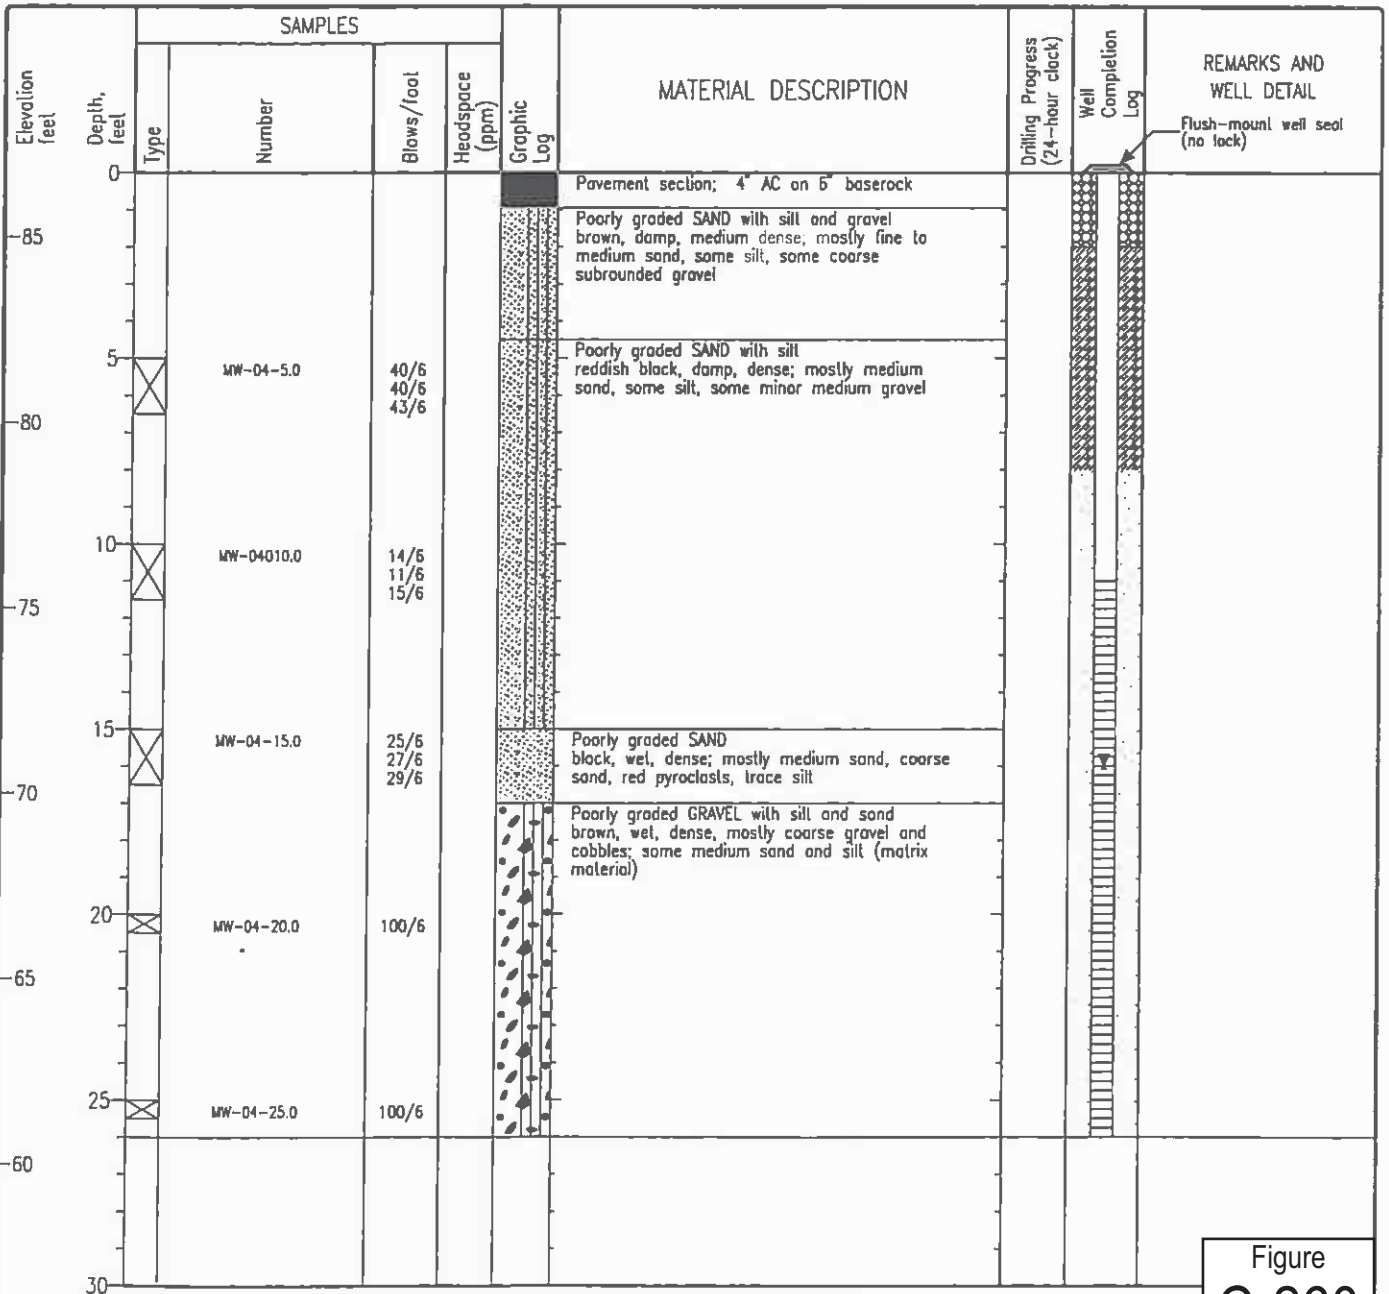 SAMPLES
Elevation
feet
Depth,
feet
Type
Number
Blows/foot
Headspace
(ppm)
Graphic
Log
MATERIAL DESCRIPTION
Drilling Progress
(24-hour clock)
Well
Completion
Log
REMARKS AND
WELL DETAIL
Flush-mount well seal
(no lock)
0
Pavement section; 4" AC on 6" baserock
Poorly graded SAND with silt and gravel
brown, damp, medium dense; mostly fine to
medium sand, some silt, some coarse
subrounded gravel
85
Poorly graded SAND with silt
reddish black, damp, dense; mostly medium
sand, some silt, some minor medium gravel
5
MW-04-5.0
40/6
40/6
43/6
80
10
MW-04010.0
14/6
11/6
15/6
75
15
MW-04-15.0
25/6
27/6
29/6
Poorly graded SAND
black, wet, dense; mostly medium sand, coarse
sand, red pyroclasts, trace silt
70
Poorly graded GRAVEL with silt and sand
brown, wet, dense, mostly coarse gravel and
cobbles; some medium sand and silt (matrix
material)
20
MW-04-20.0
100/6
65
25
MW-04-25.0
100/6
60
30
Figure